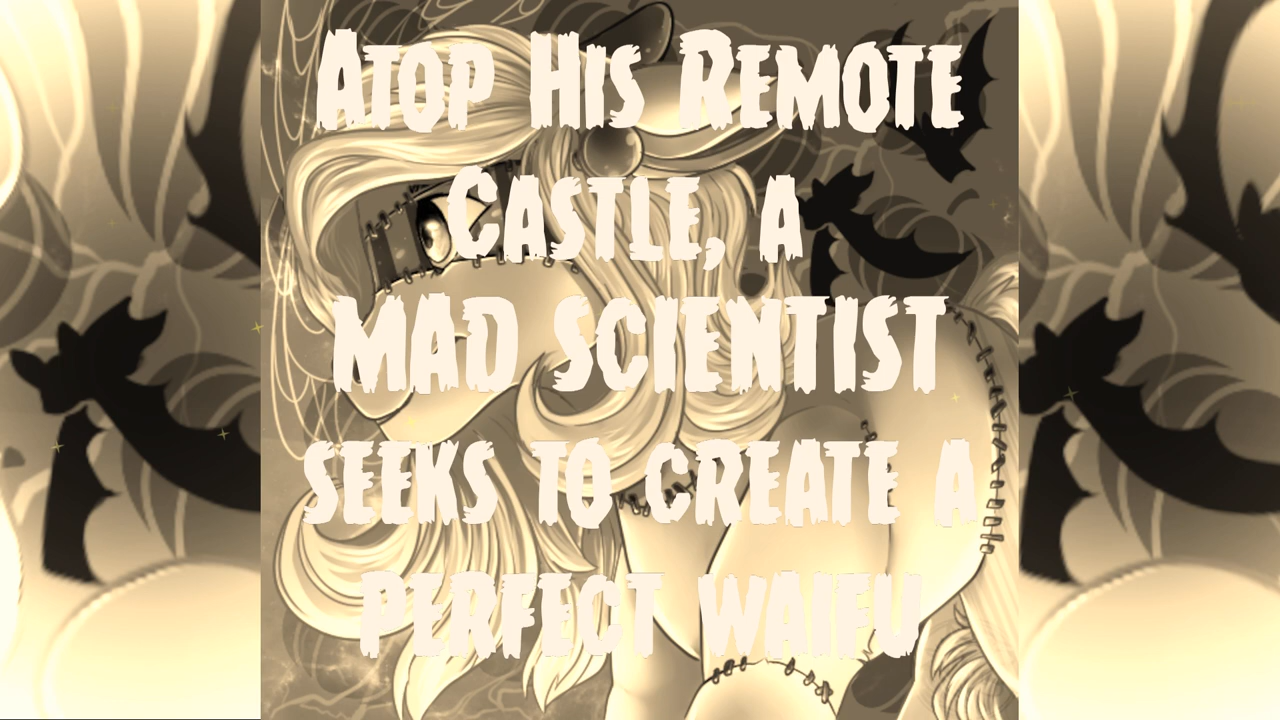 Atop His Remote
Castle, a
mad scientist
seeks to create a
perfect waifu